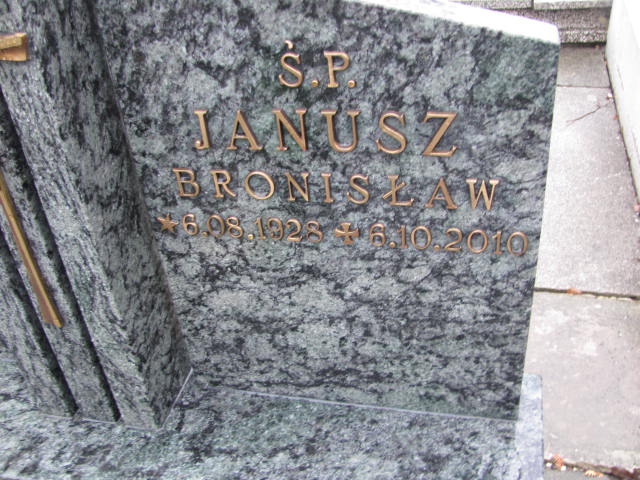 Ś.P.
JANUSZ
BRONISŁAW
★6.08.1928 ✠6.10.2010